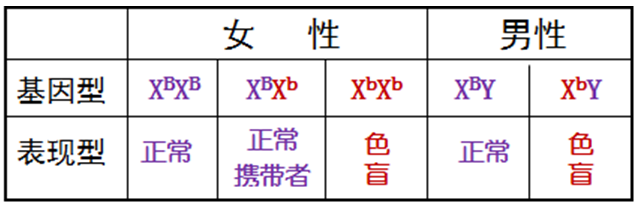 女 性 男性
基因型 XᴮXᴮ XᴮXᵇ XᵇXᵇ XᴮY XᵇY
表现型 正常 正常 色 正常 色
携带者 盲 盲